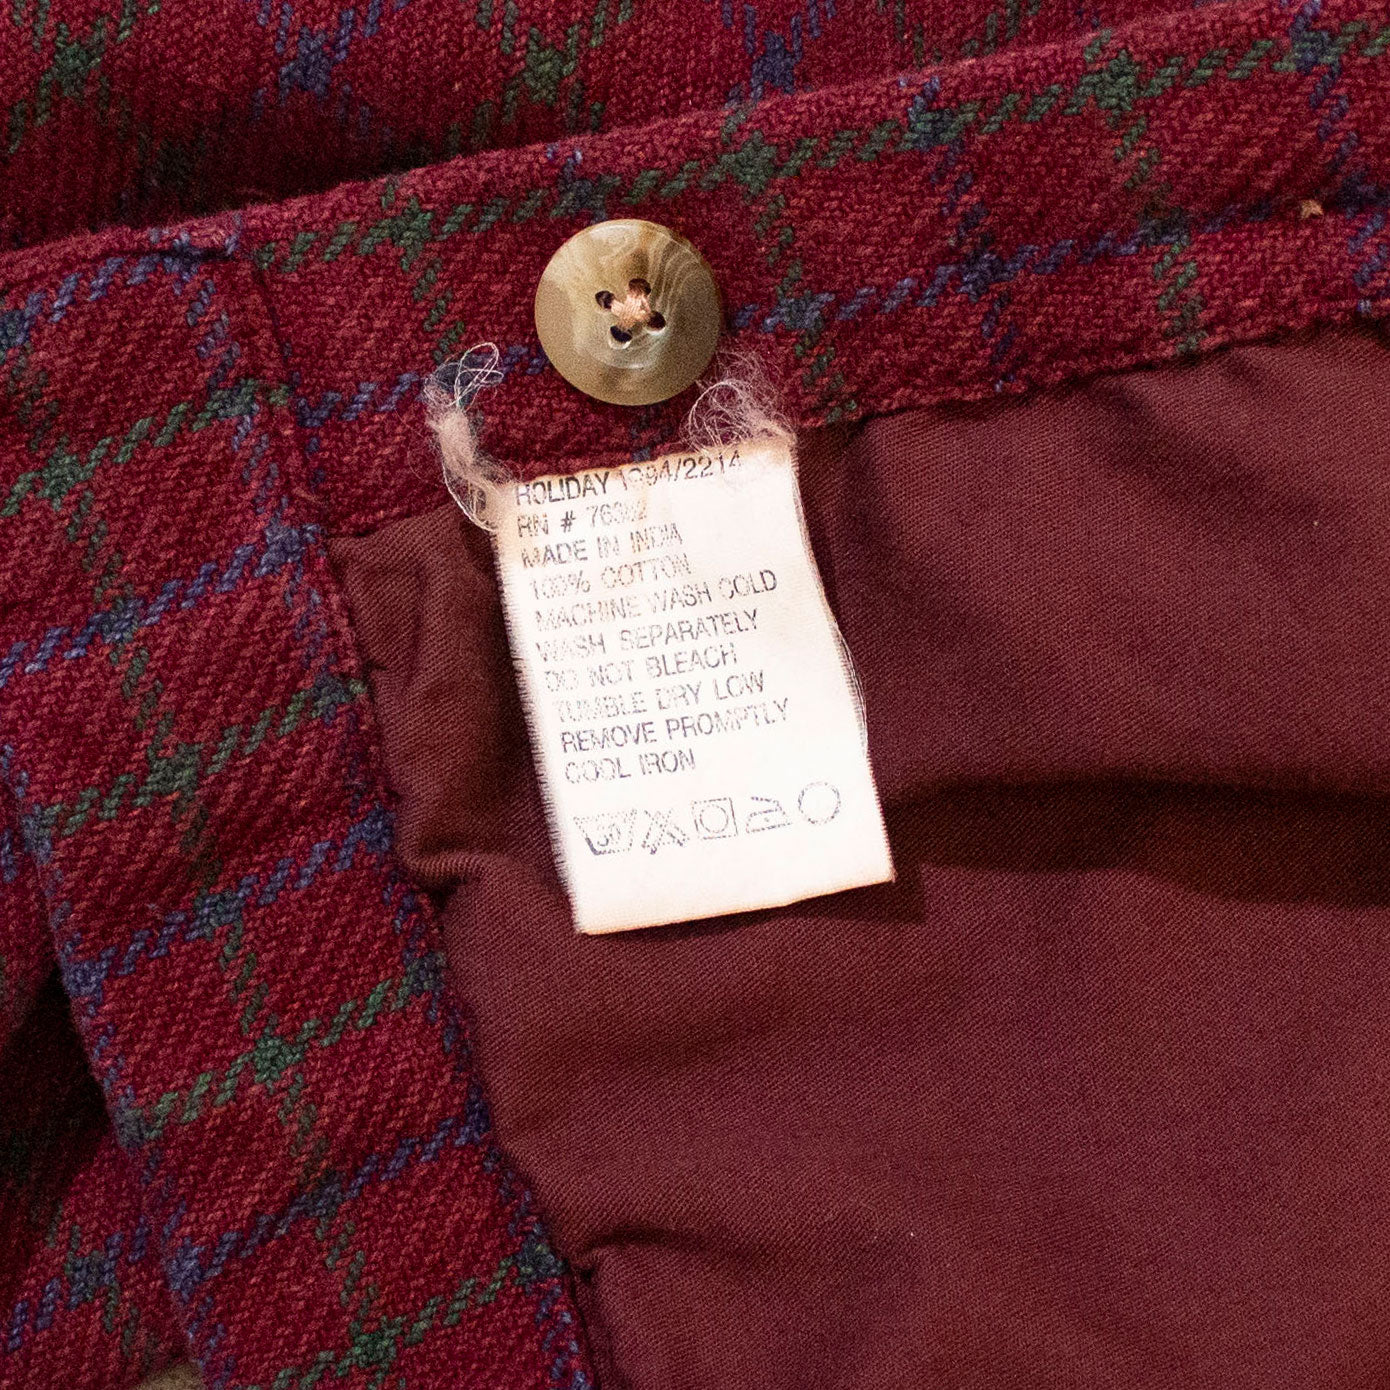 HOLIDAY 1994/2214
RN #
MADE IN INDIA
100% COTTON
MACHINE WASH COLD
WASH SEPARATELY
DO NOT BLEACH
TUMBLE DRY LOW
REMOVE PROMPTLY
COOL IRON